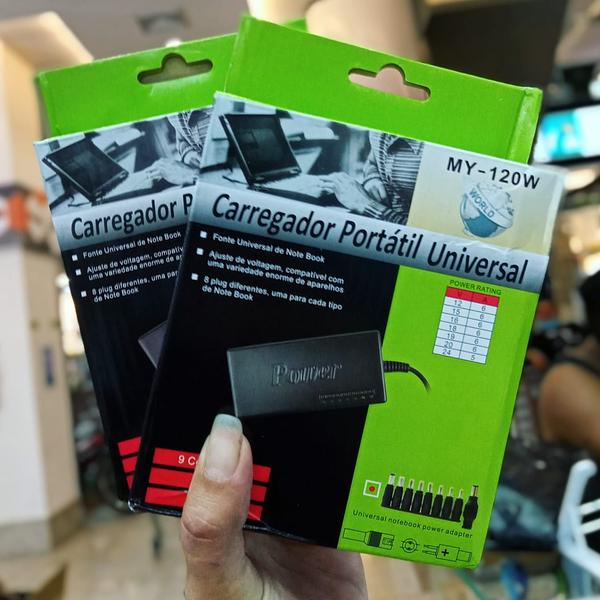 MY-120W
WORLD
Carregador Portátil Universal
Fonte Universal de Note Book
Ajuste de voltagem, compatível com
uma variedade enorme de aparelhos
8 plug diferentes, uma para cada tipo
de Note Book
POWER RATING
V A
12 6
15 6
16 6
18 6
19 6
20 6
24 5
Power
9 C
Universal notebook power adapter
Carregador P
Fonte Universal de Note Book
Ajuste de voltagem, compatível
uma variedade enorme de apa
8 plug diferentes, uma para
de Note Book